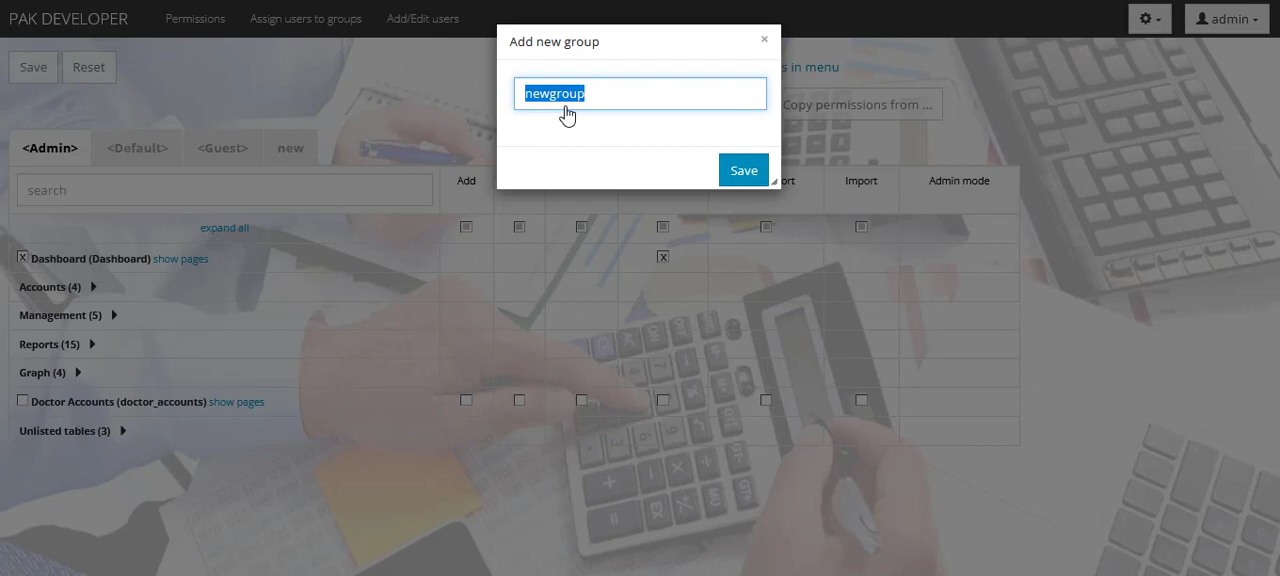 PAK DEVELOPER Permissions Assign users to groups Add/Edit users admin
Add new group ×
newgroup
Save
Save Reset
s in menu
Copy permissions from ...
<Admin> <Default> <Guest> new
search
Add ort Import Admin mode
expand all
Dashboard (Dashboard) show pages
Accounts (4)
Management (5)
Reports (15)
Graph (4)
Doctor Accounts (doctor_accounts) show pages
Unlisted tables (3)